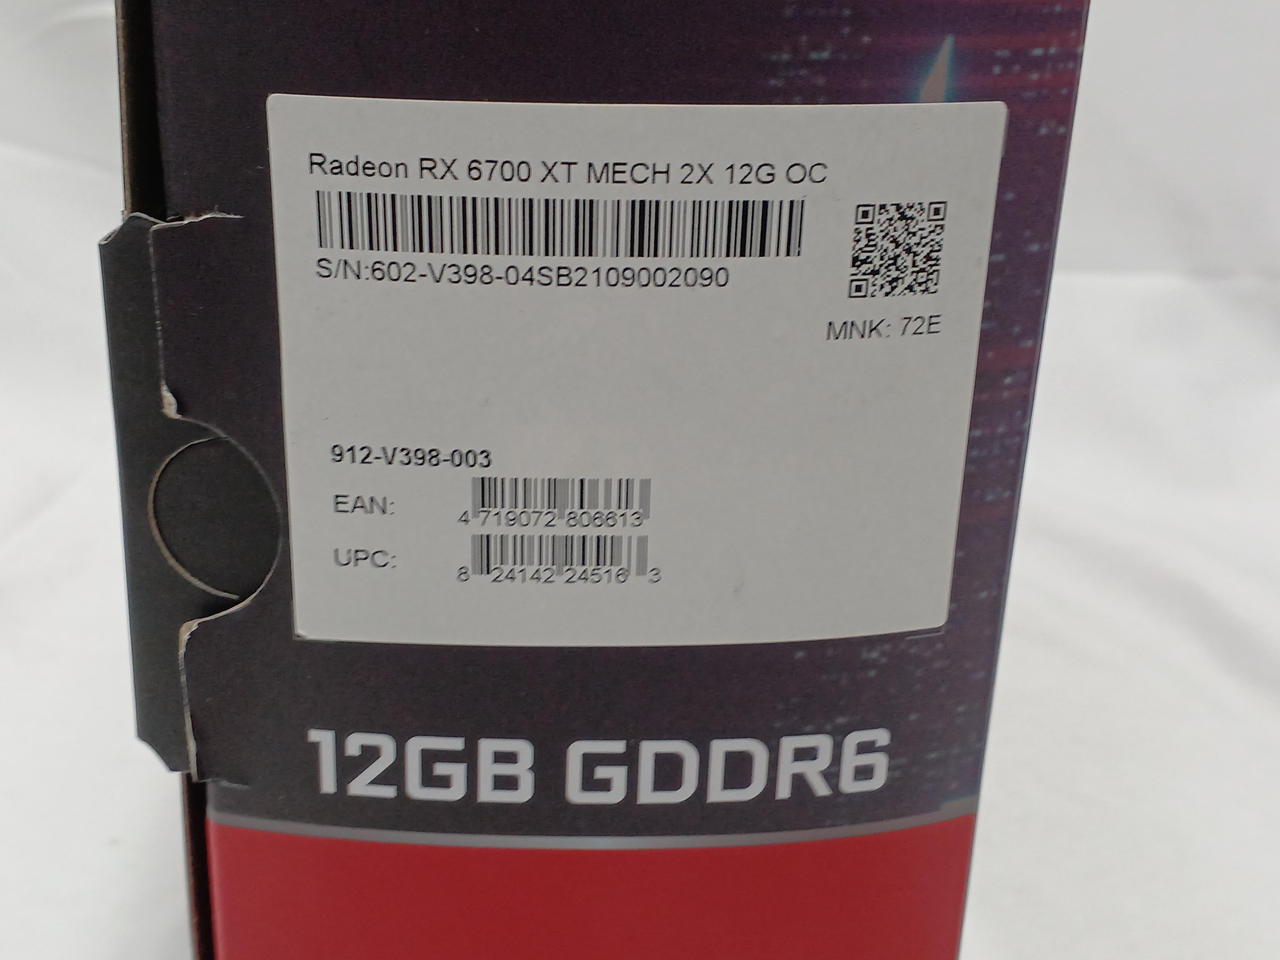 Radeon RX 6700 XT MECH 2X 12G OC
S/N:602-V398-04SB2109002090
MNK: 72E
912-V398-003
EAN:
4 719072 806613
UPC:
8 24142 24516 3
12GB GDDR6